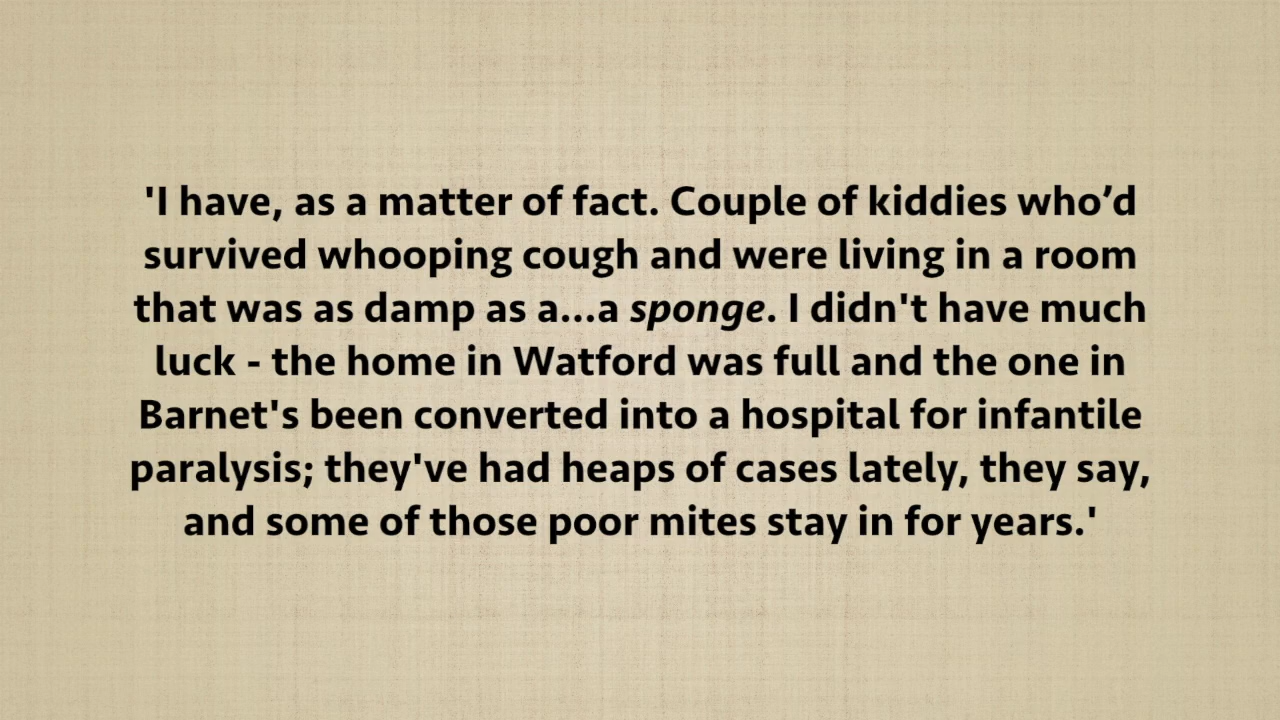 'I have, as a matter of fact. Couple of kiddies who’d
survived whooping cough and were living in a room
that was as damp as a...a sponge. I didn't have much
luck - the home in Watford was full and the one in
Barnet's been converted into a hospital for infantile
paralysis; they've had heaps of cases lately, they say,
and some of those poor mites stay in for years.'